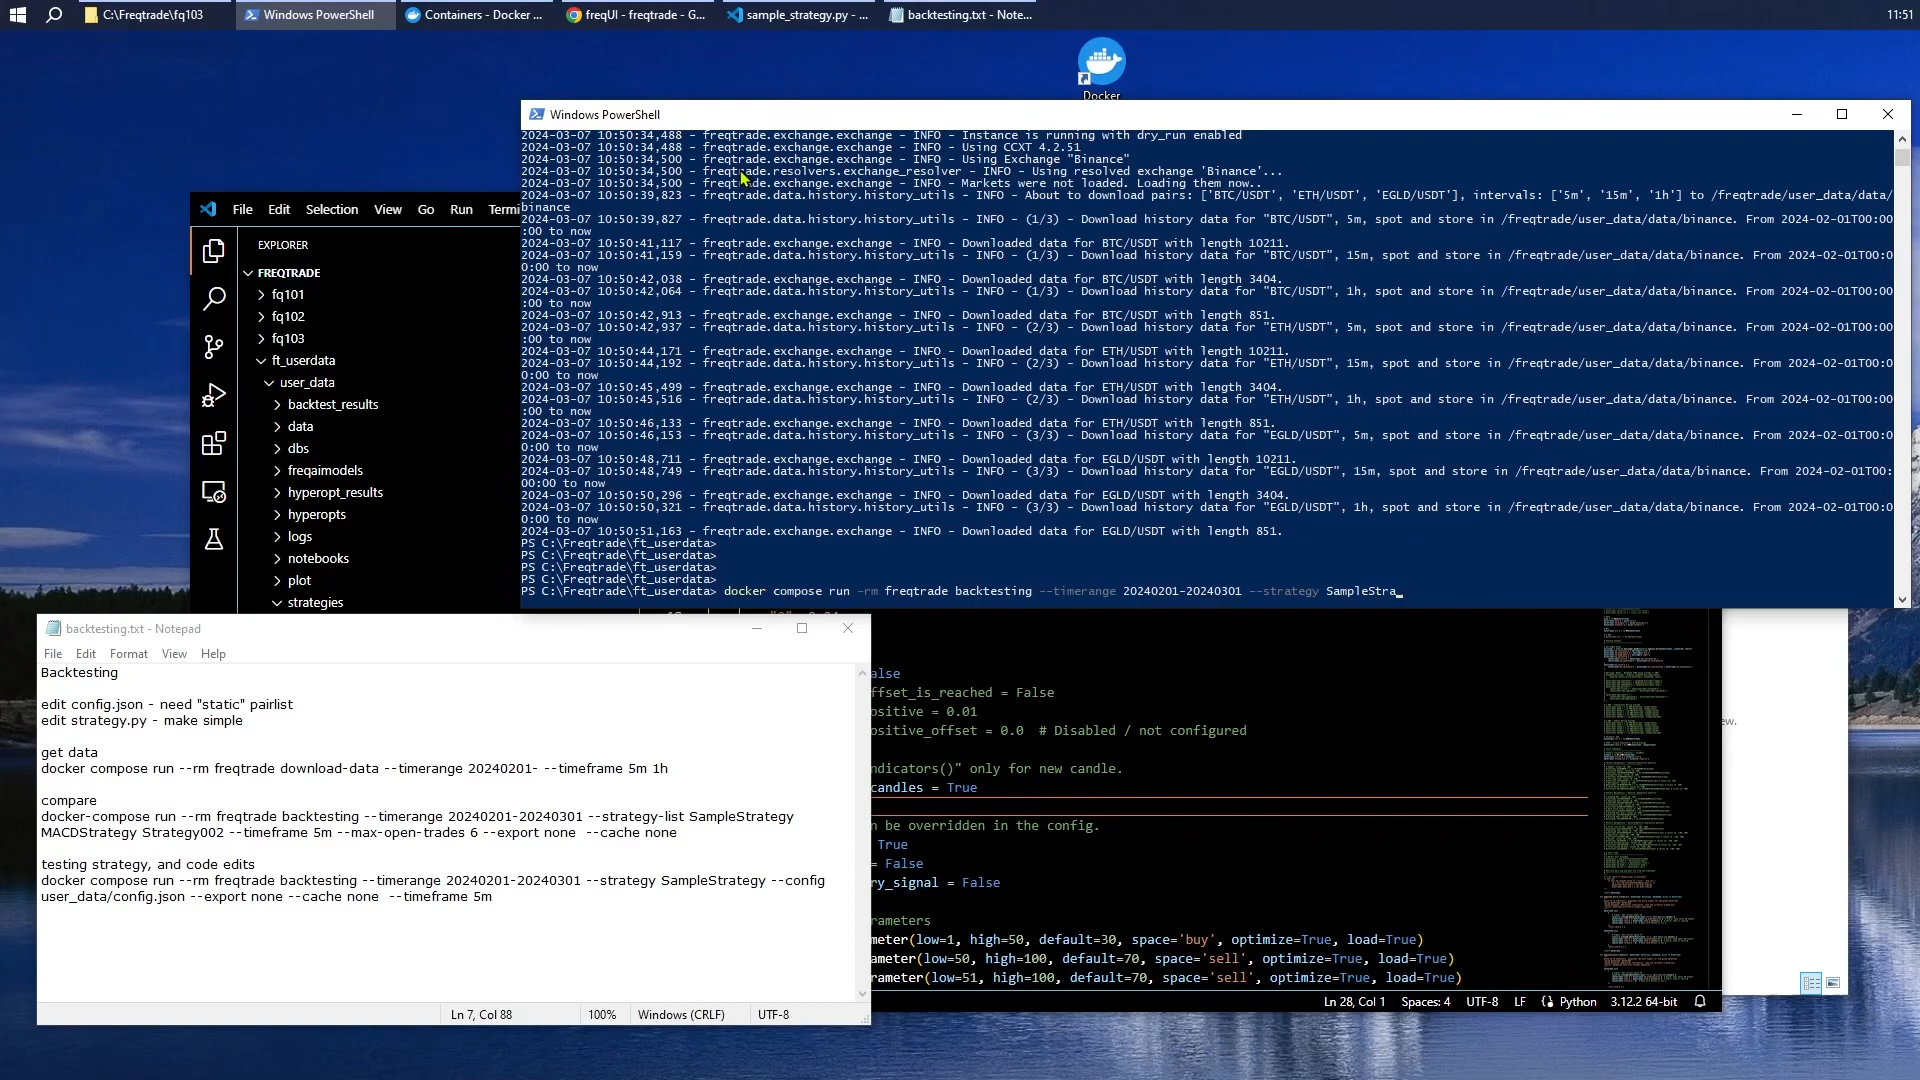 C:\Freqtrade\fq103
Windows PowerShell
Containers - Docker ...
freqUI - freqtrade - G...
sample_strategy.py - ...
backtesting.txt - Note...
11:51
Docker
Windows PowerShell
2024-03-07 10:50:34,488 - freqtrade.exchange.exchange - INFO - Instance is running with dry_run enabled
2024-03-07 10:50:34,488 - freqtrade.exchange.exchange - INFO - Using CCXT 4.2.51
2024-03-07 10:50:34,500 - freqtrade.exchange.exchange - INFO - Using Exchange "Binance"
2024-03-07 10:50:34,500 - freqtrade.resolvers.exchange_resolver - INFO - Using resolved exchange 'Binance'...
2024-03-07 10:50:34,500 - freqtrade.exchange.exchange - INFO - Markets were not loaded. Loading them now..
2024-03-07 10:50:39,823 - freqtrade.data.history.history_utils - INFO - About to download pairs: ['BTC/USDT', 'ETH/USDT', 'EGLD/USDT'], intervals: ['5m', '15m', '1h'] to /freqtrade/user_data/data/
binance
2024-03-07 10:50:39,827 - freqtrade.data.history.history_utils - INFO - (1/3) - Download history data for "BTC/USDT", 5m, spot and store in /freqtrade/user_data/data/binance. From 2024-02-01T00:00
:00 to now
2024-03-07 10:50:41,117 - freqtrade.exchange.exchange - INFO - Downloaded data for BTC/USDT with length 10211.
2024-03-07 10:50:41,159 - freqtrade.data.history.history_utils - INFO - (1/3) - Download history data for "BTC/USDT", 15m, spot and store in /freqtrade/user_data/data/binance. From 2024-02-01T00:0
0:00 to now
2024-03-07 10:50:42,038 - freqtrade.exchange.exchange - INFO - Downloaded data for BTC/USDT with length 3404.
2024-03-07 10:50:42,064 - freqtrade.data.history.history_utils - INFO - (1/3) - Download history data for "BTC/USDT", 1h, spot and store in /freqtrade/user_data/data/binance. From 2024-02-01T00:00
:00 to now
2024-03-07 10:50:42,913 - freqtrade.exchange.exchange - INFO - Downloaded data for BTC/USDT with length 851.
2024-03-07 10:50:42,937 - freqtrade.data.history.history_utils - INFO - (2/3) - Download history data for "ETH/USDT", 5m, spot and store in /freqtrade/user_data/data/binance. From 2024-02-01T00:00
:00 to now
2024-03-07 10:50:44,171 - freqtrade.exchange.exchange - INFO - Downloaded data for ETH/USDT with length 10211.
2024-03-07 10:50:44,192 - freqtrade.data.history.history_utils - INFO - (2/3) - Download history data for "ETH/USDT", 15m, spot and store in /freqtrade/user_data/data/binance. From 2024-02-01T00:0
0:00 to now
2024-03-07 10:50:45,499 - freqtrade.exchange.exchange - INFO - Downloaded data for ETH/USDT with length 3404.
2024-03-07 10:50:45,516 - freqtrade.data.history.history_utils - INFO - (2/3) - Download history data for "ETH/USDT", 1h, spot and store in /freqtrade/user_data/data/binance. From 2024-02-01T00:00
:00 to now
2024-03-07 10:50:46,133 - freqtrade.exchange.exchange - INFO - Downloaded data for ETH/USDT with length 851.
2024-03-07 10:50:46,153 - freqtrade.data.history.history_utils - INFO - (3/3) - Download history data for "EGLD/USDT", 5m, spot and store in /freqtrade/user_data/data/binance. From 2024-02-01T00:0
0:00 to now
2024-03-07 10:50:48,711 - freqtrade.exchange.exchange - INFO - Downloaded data for EGLD/USDT with length 10211.
2024-03-07 10:50:48,749 - freqtrade.data.history.history_utils - INFO - (3/3) - Download history data for "EGLD/USDT", 15m, spot and store in /freqtrade/user_data/data/binance. From 2024-02-01T00:
00:00 to now
2024-03-07 10:50:50,296 - freqtrade.exchange.exchange - INFO - Downloaded data for EGLD/USDT with length 3404.
2024-03-07 10:50:50,321 - freqtrade.data.history.history_utils - INFO - (3/3) - Download history data for "EGLD/USDT", 1h, spot and store in /freqtrade/user_data/data/binance. From 2024-02-01T00:0
0:00 to now
2024-03-07 10:50:51,163 - freqtrade.exchange.exchange - INFO - Downloaded data for EGLD/USDT with length 851.
PS C:\Freqtrade\ft_userdata>
PS C:\Freqtrade\ft_userdata>
PS C:\Freqtrade\ft_userdata>
PS C:\Freqtrade\ft_userdata>
PS C:\Freqtrade\ft_userdata> docker compose run -rm freqtrade backtesting --timerange 20240201-20240301 --strategy SampleStra_
File Edit Selection View Go Run Termi
EXPLORER
FREQTRADE
fq101
fq102
fq103
ft_userdata
user_data
backtest_results
data
dbs
freqaimodels
hyperopt_results
hyperopts
logs
notebooks
plot
strategies
backtesting.txt - Notepad
File Edit Format View Help
Backtesting
edit config.json - need "static" pairlist
edit strategy.py - make simple
get data
docker compose run --rm freqtrade download-data --timerange 20240201- --timeframe 5m 1h
compare
docker-compose run --rm freqtrade backtesting --timerange 20240201-20240301 --strategy-list SampleStrategy
MACDStrategy Strategy002 --timeframe 5m --max-open-trades 6 --export none --cache none
testing strategy, and code edits
docker compose run --rm freqtrade backtesting --timerange 20240201-20240301 --strategy SampleStrategy --config
user_data/config.json --export none --cache none --timeframe 5m
Ln 7, Col 88
100%
Windows (CRLF)
UTF-8
alse
ffset_is_reached = False
ositive = 0.01
ositive_offset = 0.0 # Disabled / not configured
ndicators()" only for new candle.
candles = True
n be overridden in the config.
True
= False
ry_signal = False
rameters
meter(low=1, high=50, default=30, space='buy', optimize=True, load=True)
ameter(low=50, high=100, default=70, space='sell', optimize=True, load=True)
rameter(low=51, high=100, default=70, space='sell', optimize=True, load=True)
Ln 28, Col 1 Spaces: 4 UTF-8 LF Python 3.12.2 64-bit
ew.